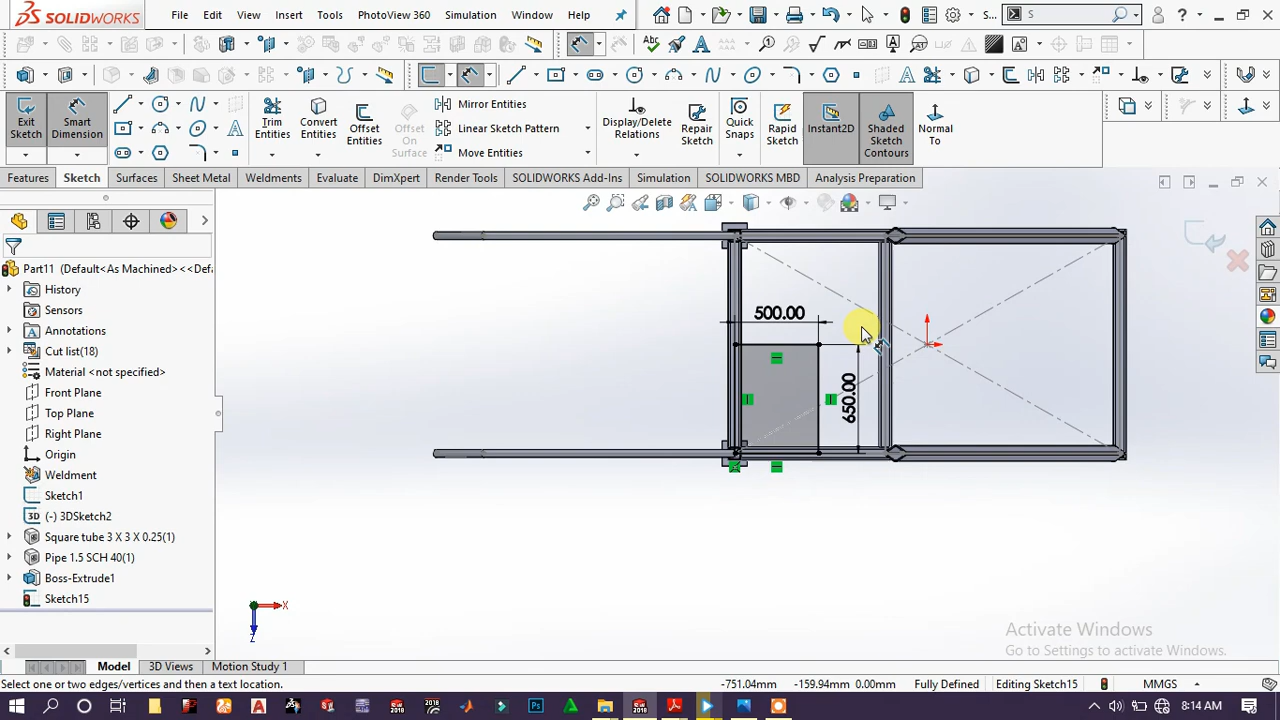 SOLIDWORKS File Edit View Insert Tools PhotoView 360 Simulation Window Help S... S ?
Exit Sketch Smart Dimension Trim Entities Convert Entities Offset Entities Offset On Surface Mirror Entities Linear Sketch Pattern Move Entities Display/Delete Relations Repair Sketch Quick Snaps Rapid Sketch Instant2D Shaded Sketch Contours Normal To
Features Sketch Surfaces Sheet Metal Weldments Evaluate DimXpert Render Tools SOLIDWORKS Add-Ins Simulation SOLIDWORKS MBD Analysis Preparation
Part11 (Default<As Machined><<Def
History
Sensors
Annotations
Cut list(18)
Material <not specified>
Front Plane
Top Plane
Right Plane
Origin
Weldment
Sketch1
3D (-) 3DSketch2
Square tube 3 X 3 X 0.25(1)
Pipe 1.5 SCH 40(1)
Boss-Extrude1
Sketch15
500.00
650.00
X
Z
Activate Windows
Go to Settings to activate Windows.
Model 3D Views Motion Study 1
Select one or two edges/vertices and then a text location. -751.04mm -159.94mm 0.00mm Fully Defined Editing Sketch15 MMGS
8:14 AM